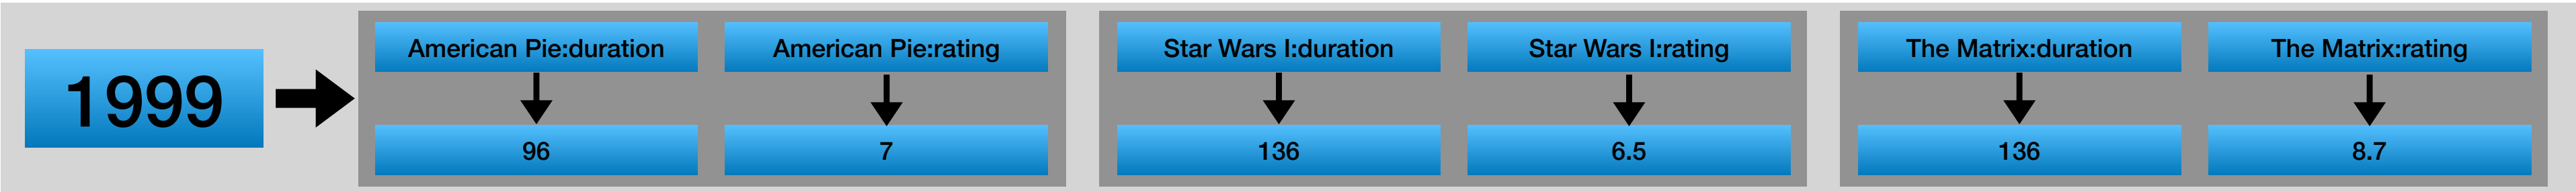 1999
American Pie:duration
American Pie:rating
Star Wars I:duration
Star Wars I:rating
The Matrix:duration
The Matrix:rating
96
7
136
6.5
136
8.7